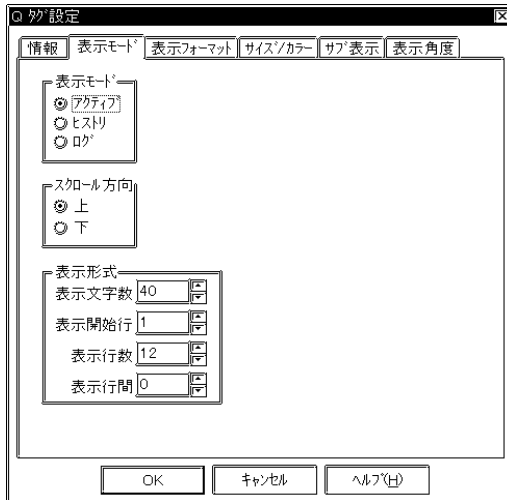 Q ﾀｸﾞ設定
情報 表示ﾓｰﾄﾞ 表示ﾌｫｰﾏｯﾄ ｻｲｽﾞ/ｶﾗｰ ｻﾌﾞ表示 表示角度
表示ﾓｰﾄﾞ
ｱｸﾃｨﾌﾞ
ﾋｽﾄﾘ
ﾛｸﾞ
ｽｸﾛｰﾙ方向
上
下
表示形式
表示文字数 40
表示開始行 1
表示行数 12
表示行間 0
OK ｷｬﾝｾﾙ ﾍﾙﾌﾟ(H)